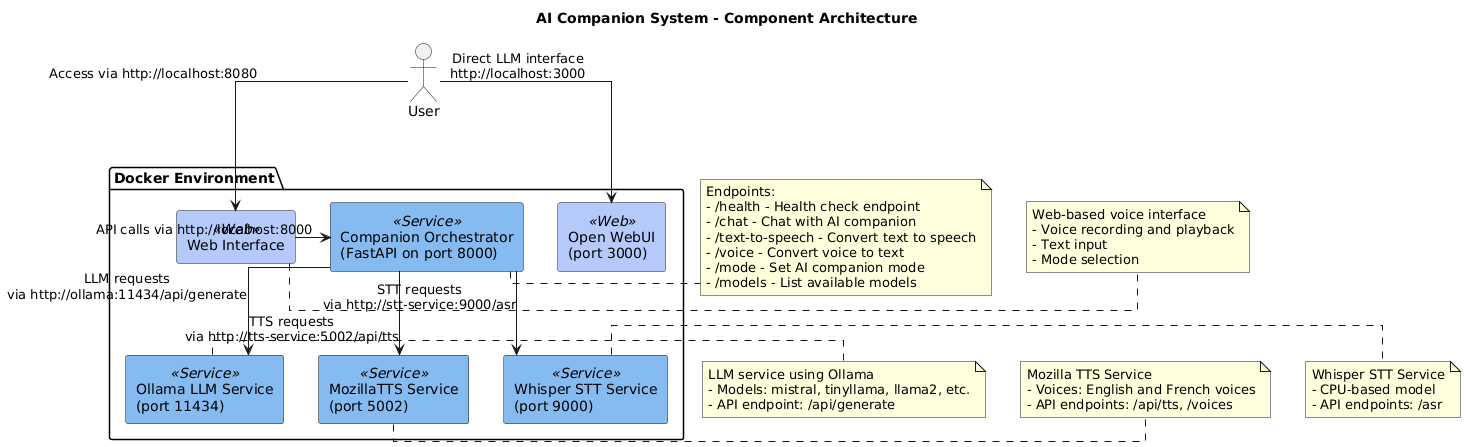 AI Companion System - Component Architecture
Direct LLM interface
http://localhost:3000
Access via http://localhost:8080
User
Docker Environment
«Web»
Web Interface
API calls via http://localhost:8000
«Service»
Companion Orchestrator
(FastAPI on port 8000)
«Web»
Open WebUI
(port 3000)
Endpoints:
- /health - Health check endpoint
- /chat - Chat with AI companion
- /text-to-speech - Convert text to speech
- /voice - Convert voice to text
- /mode - Set AI companion mode
- /models - List available models
Web-based voice interface
- Voice recording and playback
- Text input
- Mode selection
LLM requests
via http://ollama:11434/api/generate
STT requests
via http://stt-service:9000/asr
TTS requests
via http://tts-service:5002/api/tts
«Service»
Ollama LLM Service
(port 11434)
«Service»
MozillaTTS Service
(port 5002)
«Service»
Whisper STT Service
(port 9000)
LLM service using Ollama
- Models: mistral, tinyllama, llama2, etc.
- API endpoint: /api/generate
Mozilla TTS Service
- Voices: English and French voices
- API endpoints: /api/tts, /voices
Whisper STT Service
- CPU-based model
- API endpoints: /asr